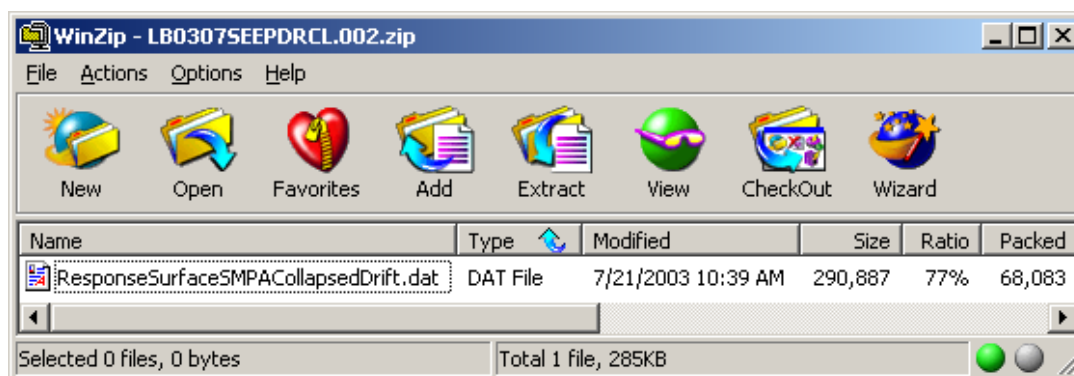 WinZip - LB0307SEEPDRCL.002.zip
File Actions Options Help
New Open Favorites Add Extract View CheckOut Wizard
Name Type Modified Size Ratio Packed
ResponseSurfaceSMPACollapsedDrift.dat DAT File 7/21/2003 10:39 AM 290,887 77% 68,083
Selected 0 files, 0 bytes Total 1 file, 285KB